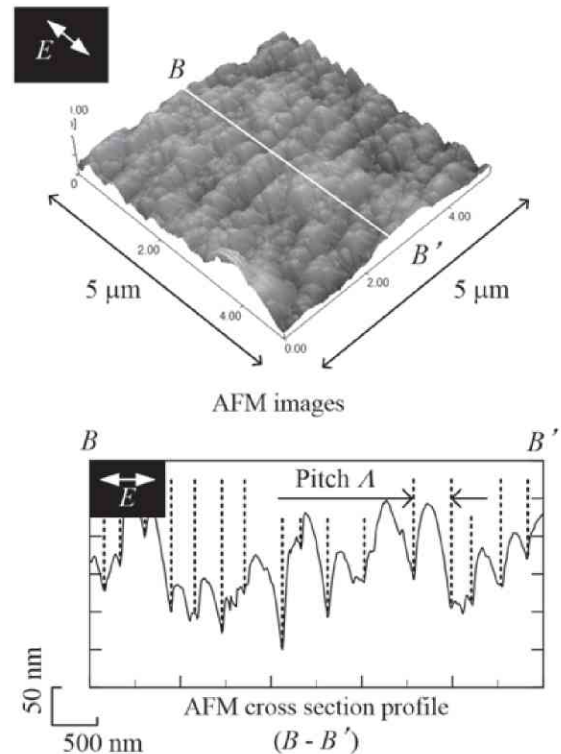 E
B
1.00
0
2.00
4.00
0.00
2.00
4.00
B'
5 μm
5 μm
AFM images
B
B'
E
Pitch Λ
50 nm
500 nm
AFM cross section profile
(B - B')